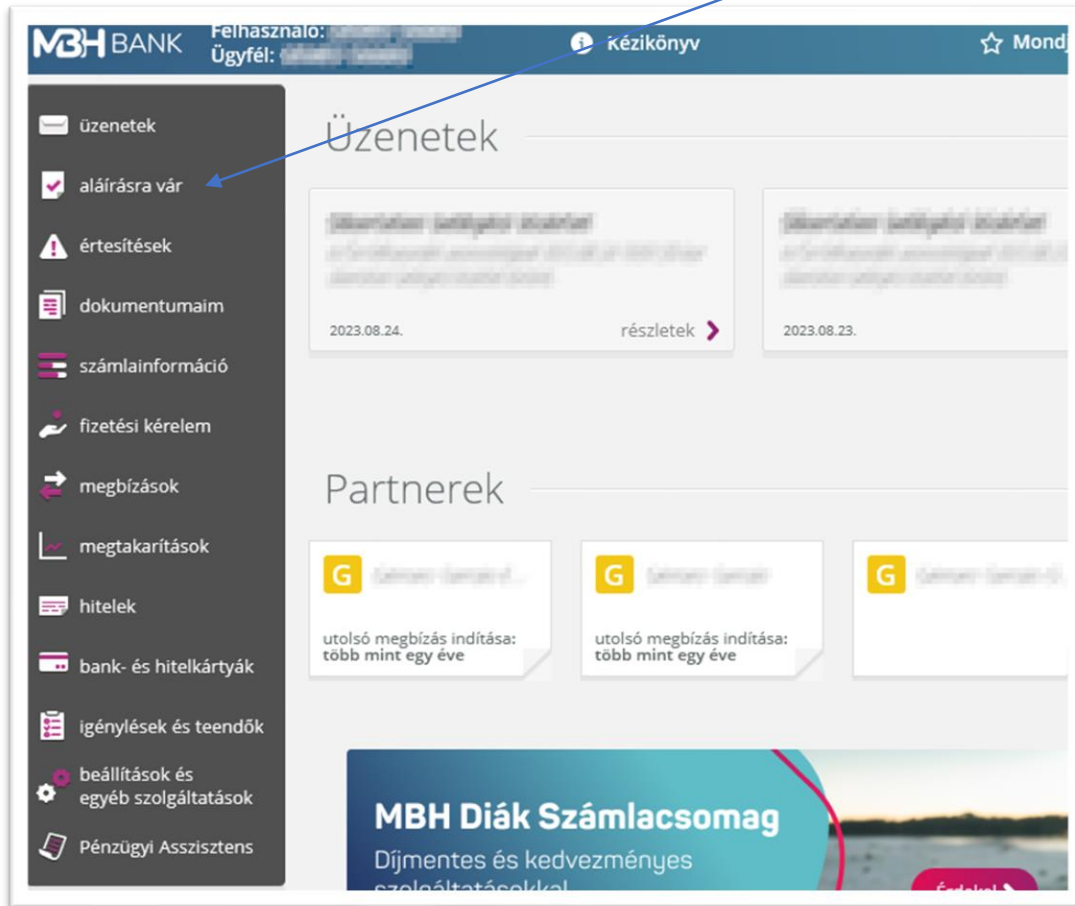 MBH BANK
Felhasználó:
Ügyfél:
Kézikönyv
Mondj
üzenetek
aláírásra vár
értesítések
dokumentumaim
számlainformáció
fizetési kérelem
megbízások
megtakarítások
hitelek
bank- és hitelkártyák
igénylések és teendők
beállítások és
egyéb szolgáltatások
Pénzügyi Asszisztens
Üzenetek
2023.08.24.
részletek
2023.08.23.
Partnerek
G
utolsó megbízás indítása:
több mint egy éve
G
utolsó megbízás indítása:
több mint egy éve
G
MBH Diák Számlacsomag
Díjmentes és kedvezményes
szolgáltatásokkal
Érdekel